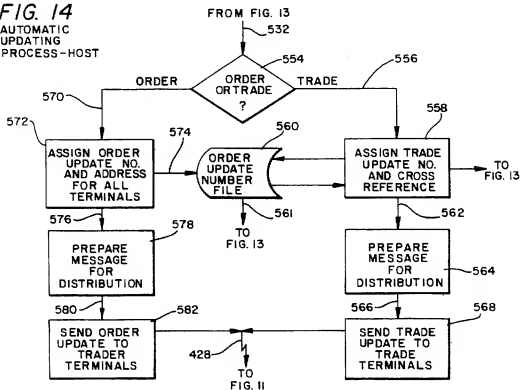 FIG. 14
AUTOMATIC
UPDATING
PROCESS-HOST
FROM FIG. 13
532
554
ORDER
ORDER
OR TRADE
?
TRADE
556
570
572
574
560
558
ASSIGN ORDER
UPDATE NO.
AND ADDRESS
FOR ALL
TERMINALS
ORDER
UPDATE
NUMBER
FILE
ASSIGN TRADE
UPDATE NO.
AND CROSS
REFERENCE
TO
FIG. 13
576
578
561
562
TO
FIG. 13
PREPARE
MESSAGE
FOR
DISTRIBUTION
PREPARE
MESSAGE
FOR
DISTRIBUTION
564
580
582
566
568
SEND ORDER
UPDATE TO
TRADER
TERMINALS
SEND TRADE
UPDATE TO
TRADE
TERMINALS
428
TO
FIG. 11